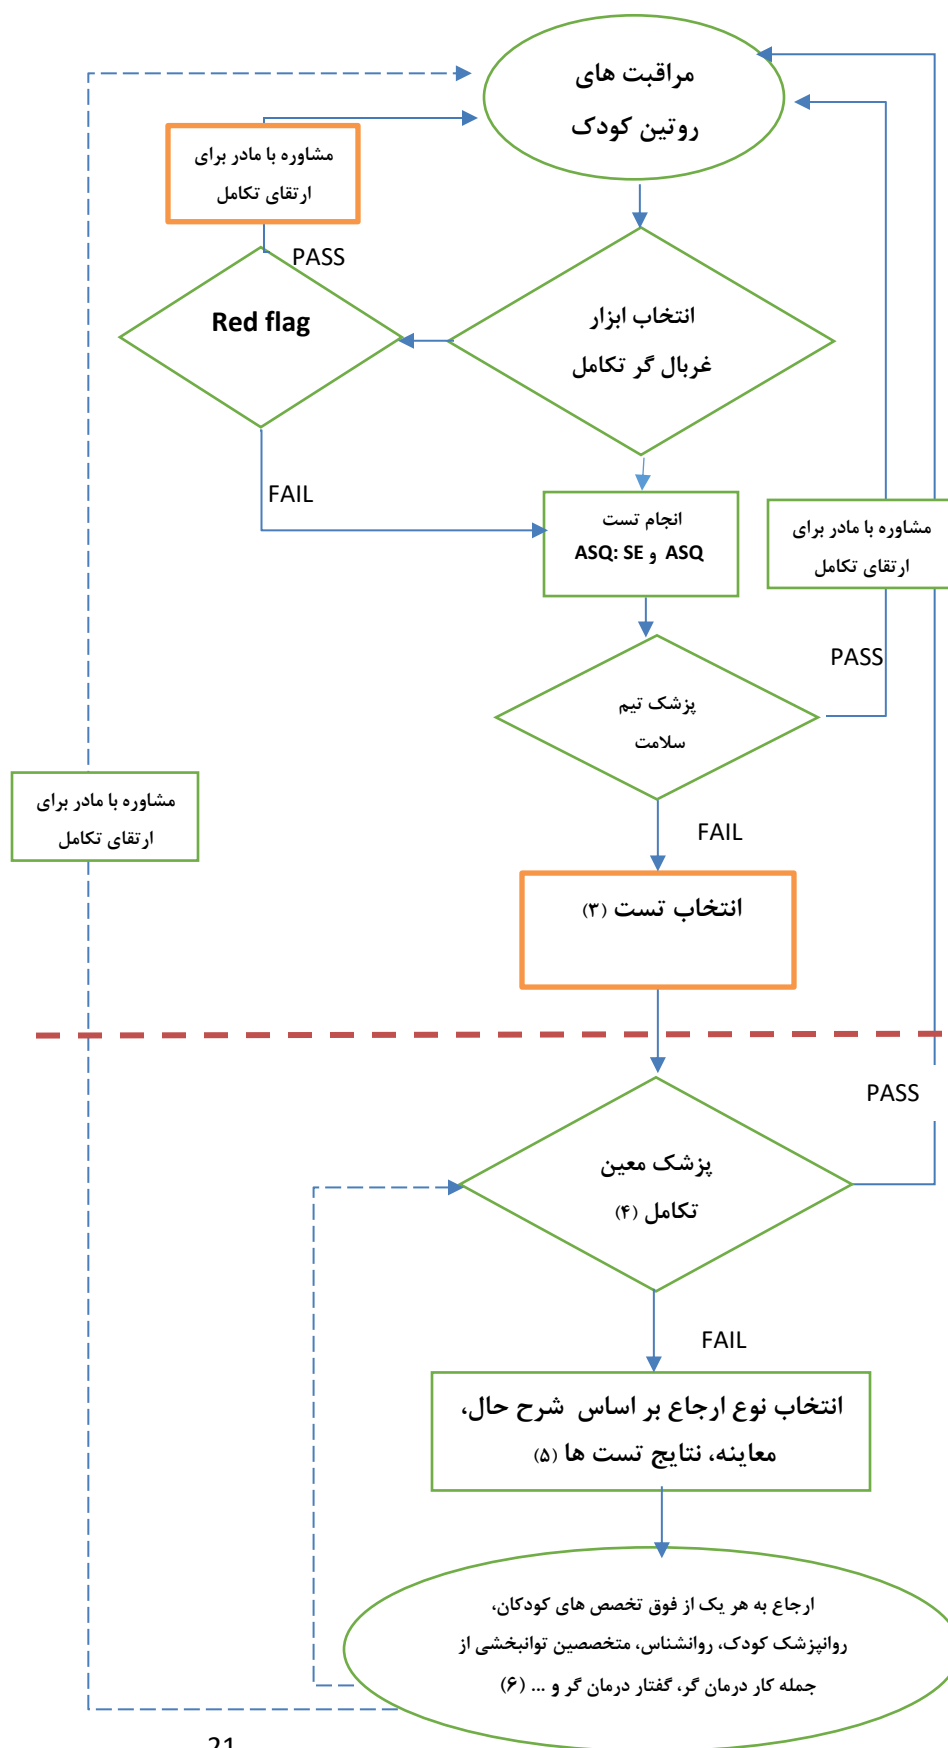 مراقبت های
روتین کودک
مشاوره با مادر برای
ارتقای تکامل
PASS
Red flag
انتخاب ابزار
غربال گر تکامل
FAIL
انجام تست
ASQ و ASQ: SE
مشاوره با مادر برای
ارتقای تکامل
PASS
پزشک تیم
سلامت
مشاوره با مادر برای
ارتقای تکامل
FAIL
انتخاب تست (۳)
PASS
پزشک معین
تکامل (۴)
FAIL
انتخاب نوع ارجاع بر اساس شرح حال،
معاینه، نتایج تست ها (۵)
ارجاع به هر یک از فوق تخصص های کودکان،
روانپزشک کودک، روانشناس، متخصصین توانبخشی از
جمله کار درمان گر، گفتار درمان گر و ... (۶)
21